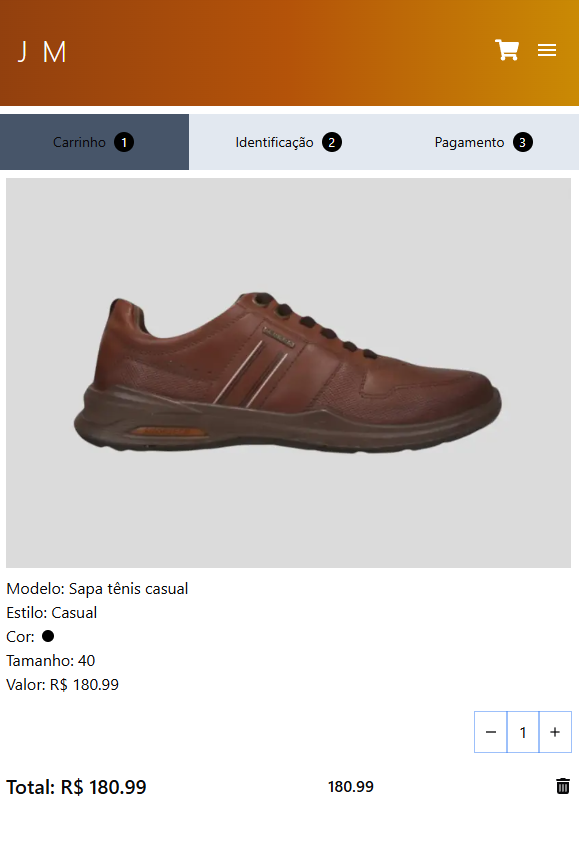 J M
Carrinho 1 Identificação 2 Pagamento 3
Modelo: Sapa tênis casual
Estilo: Casual
Cor:
Tamanho: 40
Valor: R$ 180.99
− 1 +
Total: R$ 180.99 180.99